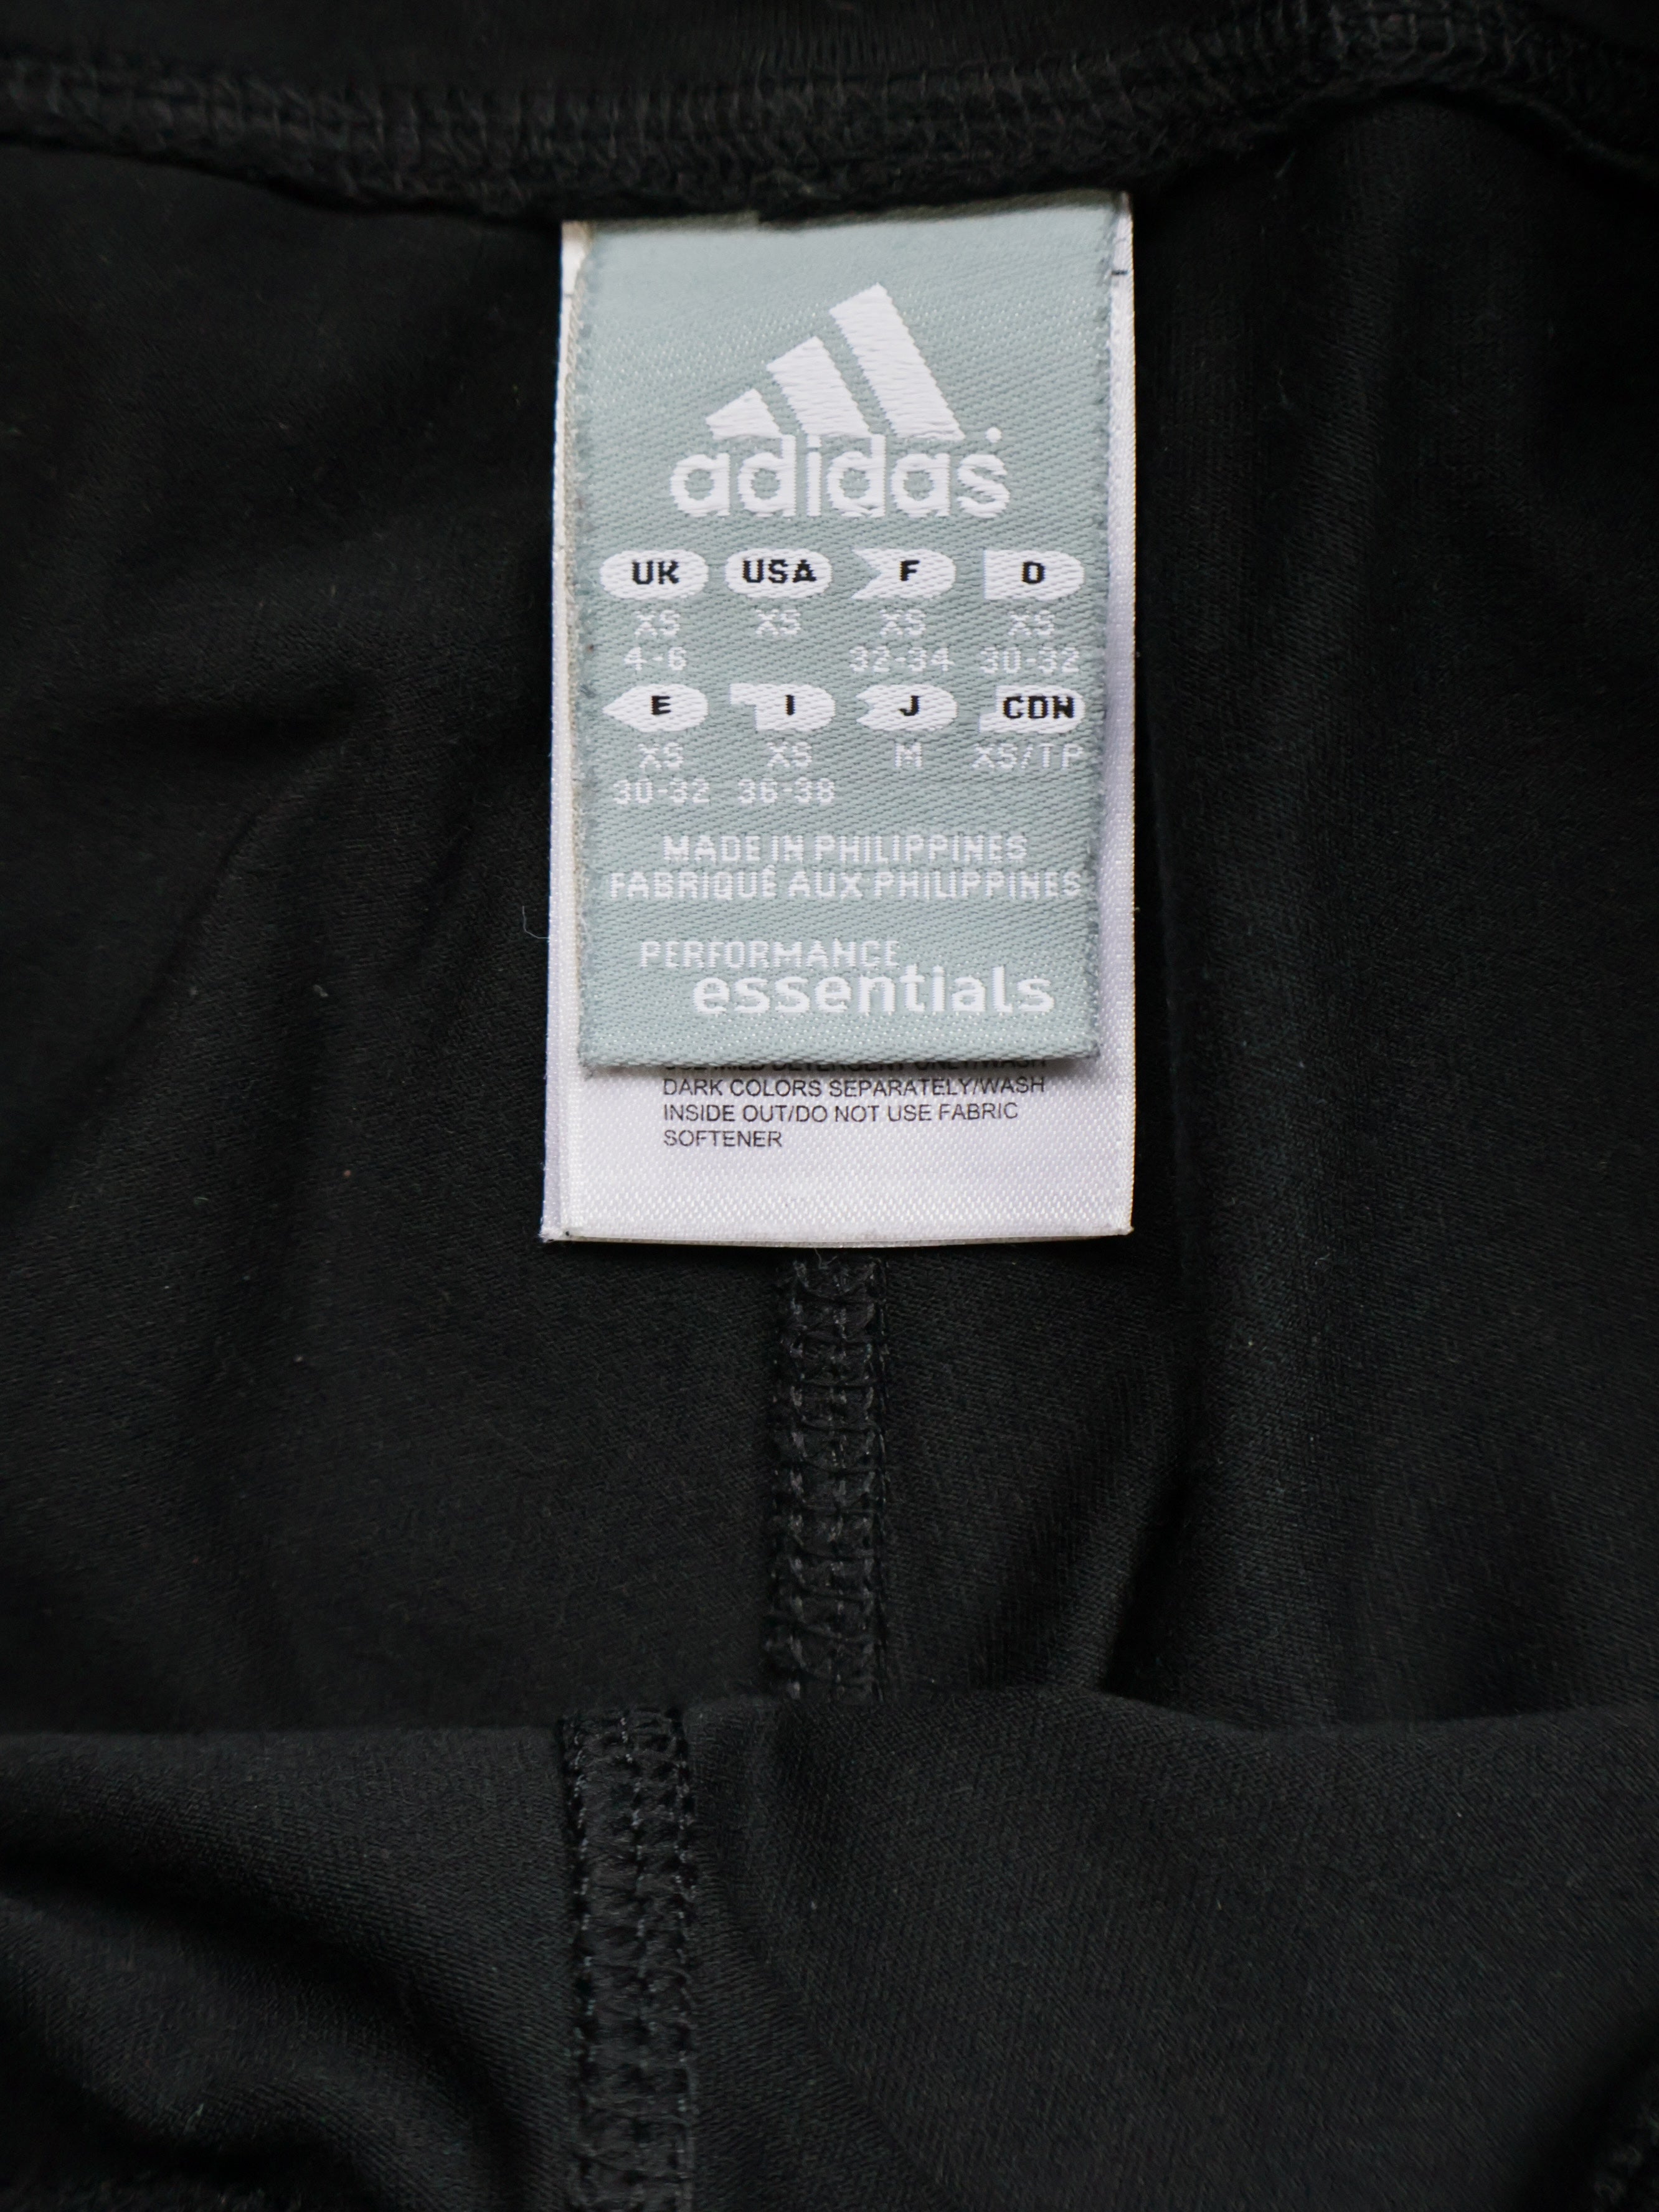 adidas
UK USA F D
XS XS XS XS
4-6 32-34 30-32
E I J CDN
XS XS M XS/TP
30-32 36-38
MADE IN PHILIPPINES
FABRIQUÉ AUX PHILIPPINES
PERFORMANCE
essentials
DARK COLORS SEPARATELY/WASH
INSIDE OUT/DO NOT USE FABRIC
SOFTENER